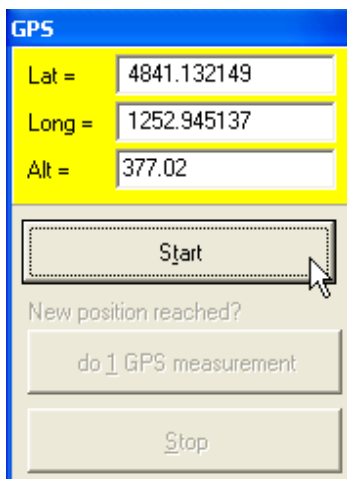 GPS
Lat = 4841.132149
Long = 1252.945137
Alt = 377.02
Start
New position reached?
do 1 GPS measurement
Stop